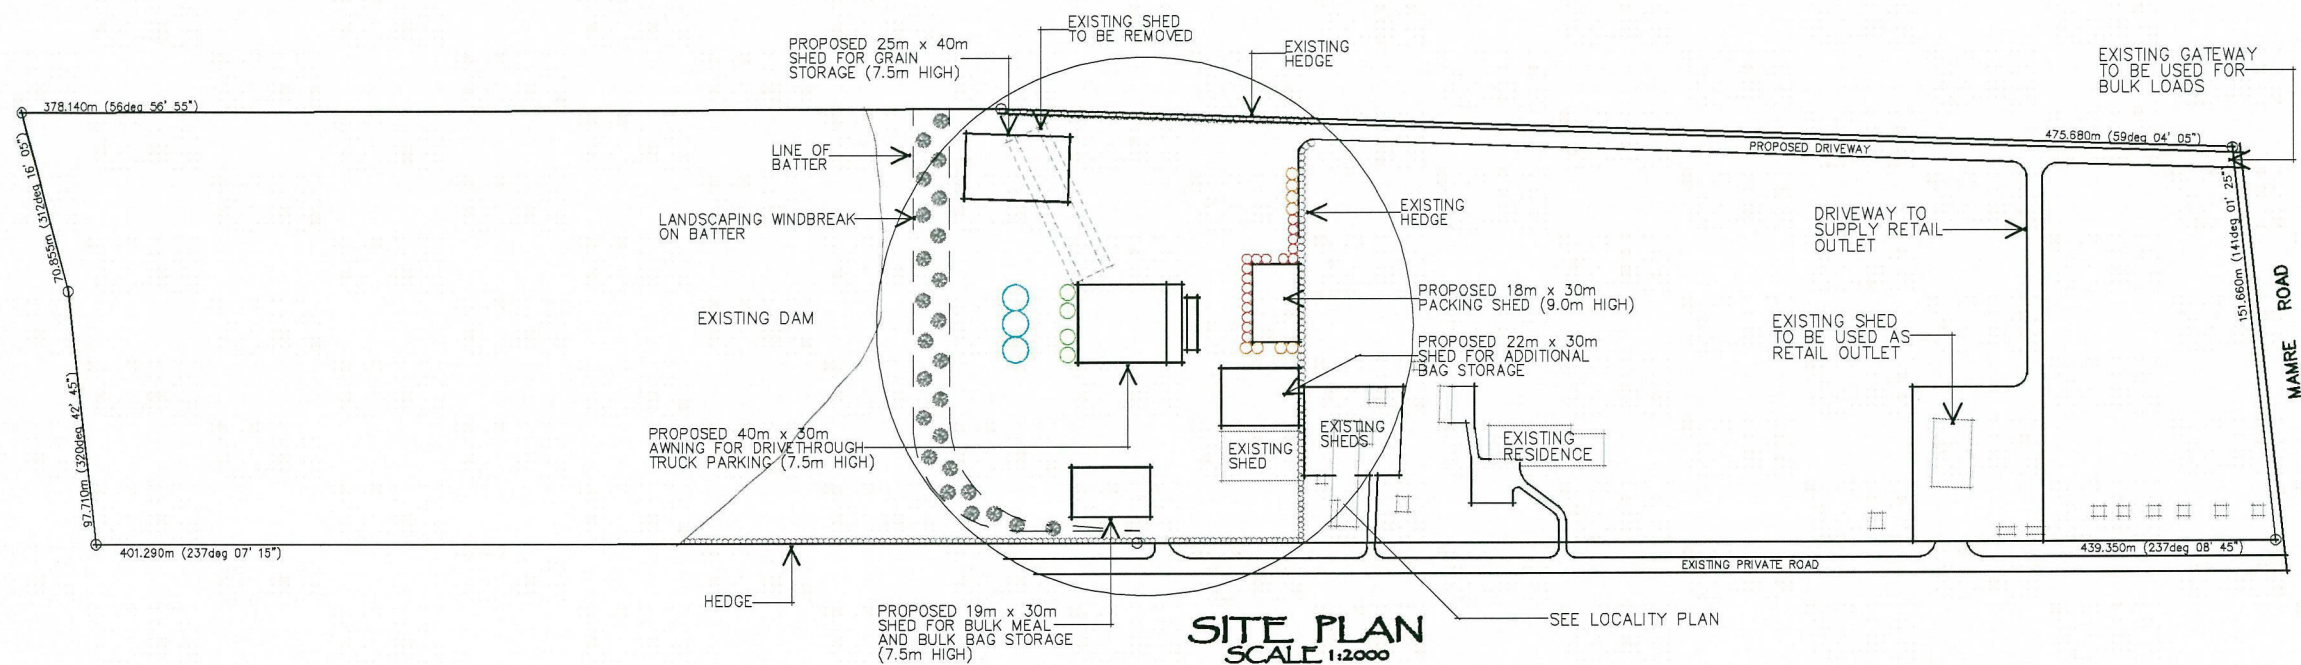 EXISTING SHED
TO BE REMOVED
PROPOSED 25m x 40m
SHED FOR GRAIN
STORAGE (7.5m HIGH)
EXISTING
HEDGE
EXISTING GATEWAY
TO BE USED FOR
BULK LOADS
378.140m (56deg 56' 55")
475.680m (59deg 04' 05")
PROPOSED DRIVEWAY
LINE OF
BATTER
70.855m (312deg 16' 05")
151.660m (141deg 01' 25")
LANDSCAPING WINDBREAK
ON BATTER
EXISTING
HEDGE
DRIVEWAY TO
SUPPLY RETAIL
OUTLET
MAMRE ROAD
EXISTING DAM
PROPOSED 18m x 30m
PACKING SHED (9.0m HIGH)
EXISTING SHED
TO BE USED AS
RETAIL OUTLET
PROPOSED 22m x 30m
SHED FOR ADDITIONAL
BAG STORAGE
97.710m (320deg 42' 45")
PROPOSED 40m x 30m
AWNING FOR DRIVETHROUGH
TRUCK PARKING (7.5m HIGH)
EXISTING
SHED
EXISTING
SHEDS
EXISTING
RESIDENCE
401.290m (237deg 07' 15")
439.350m (237deg 08' 45")
EXISTING PRIVATE ROAD
HEDGE
PROPOSED 19m x 30m
SHED FOR BULK MEAL
AND BULK BAG STORAGE
(7.5m HIGH)
SEE LOCALITY PLAN
SITE PLAN
SCALE 1:2000